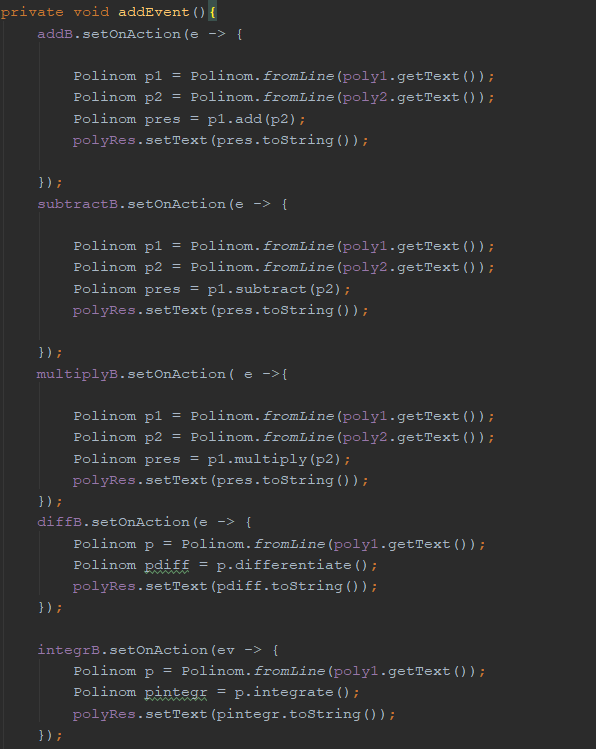 private void addEvent(){
    addB.setOnAction(e -> {

        Polinom p1 = Polinom.fromLine(poly1.getText());
        Polinom p2 = Polinom.fromLine(poly2.getText());
        Polinom pres = p1.add(p2);
        polyRes.setText(pres.toString());

    });
    subtractB.setOnAction(e -> {

        Polinom p1 = Polinom.fromLine(poly1.getText());
        Polinom p2 = Polinom.fromLine(poly2.getText());
        Polinom pres = p1.subtract(p2);
        polyRes.setText(pres.toString());

    });
    multiplyB.setOnAction( e ->{

        Polinom p1 = Polinom.fromLine(poly1.getText());
        Polinom p2 = Polinom.fromLine(poly2.getText());
        Polinom pres = p1.multiply(p2);
        polyRes.setText(pres.toString());
    });
    diffB.setOnAction(e -> {
        Polinom p = Polinom.fromLine(poly1.getText());
        Polinom pdiff = p.differentiate();
        polyRes.setText(pdiff.toString());
    });

    integrB.setOnAction(ev -> {
        Polinom p = Polinom.fromLine(poly1.getText());
        Polinom pintegr = p.integrate();
        polyRes.setText(pintegr.toString());
    });